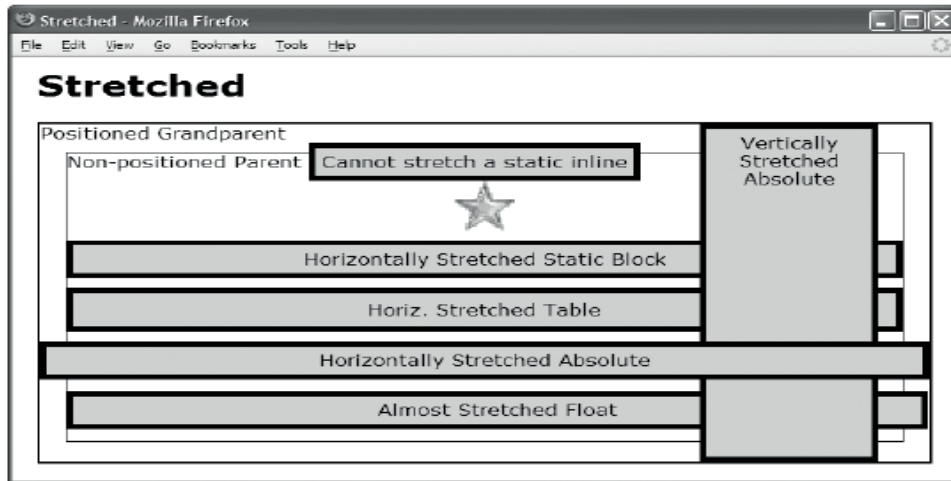 Stretched - Mozilla Firefox
File Edit View Go Bookmarks Tools Help
Stretched
Positioned Grandparent
Non-positioned Parent
Cannot stretch a static inline
Vertically
Stretched
Absolute
Horizontally Stretched Static Block
Horiz. Stretched Table
Horizontally Stretched Absolute
Almost Stretched Float